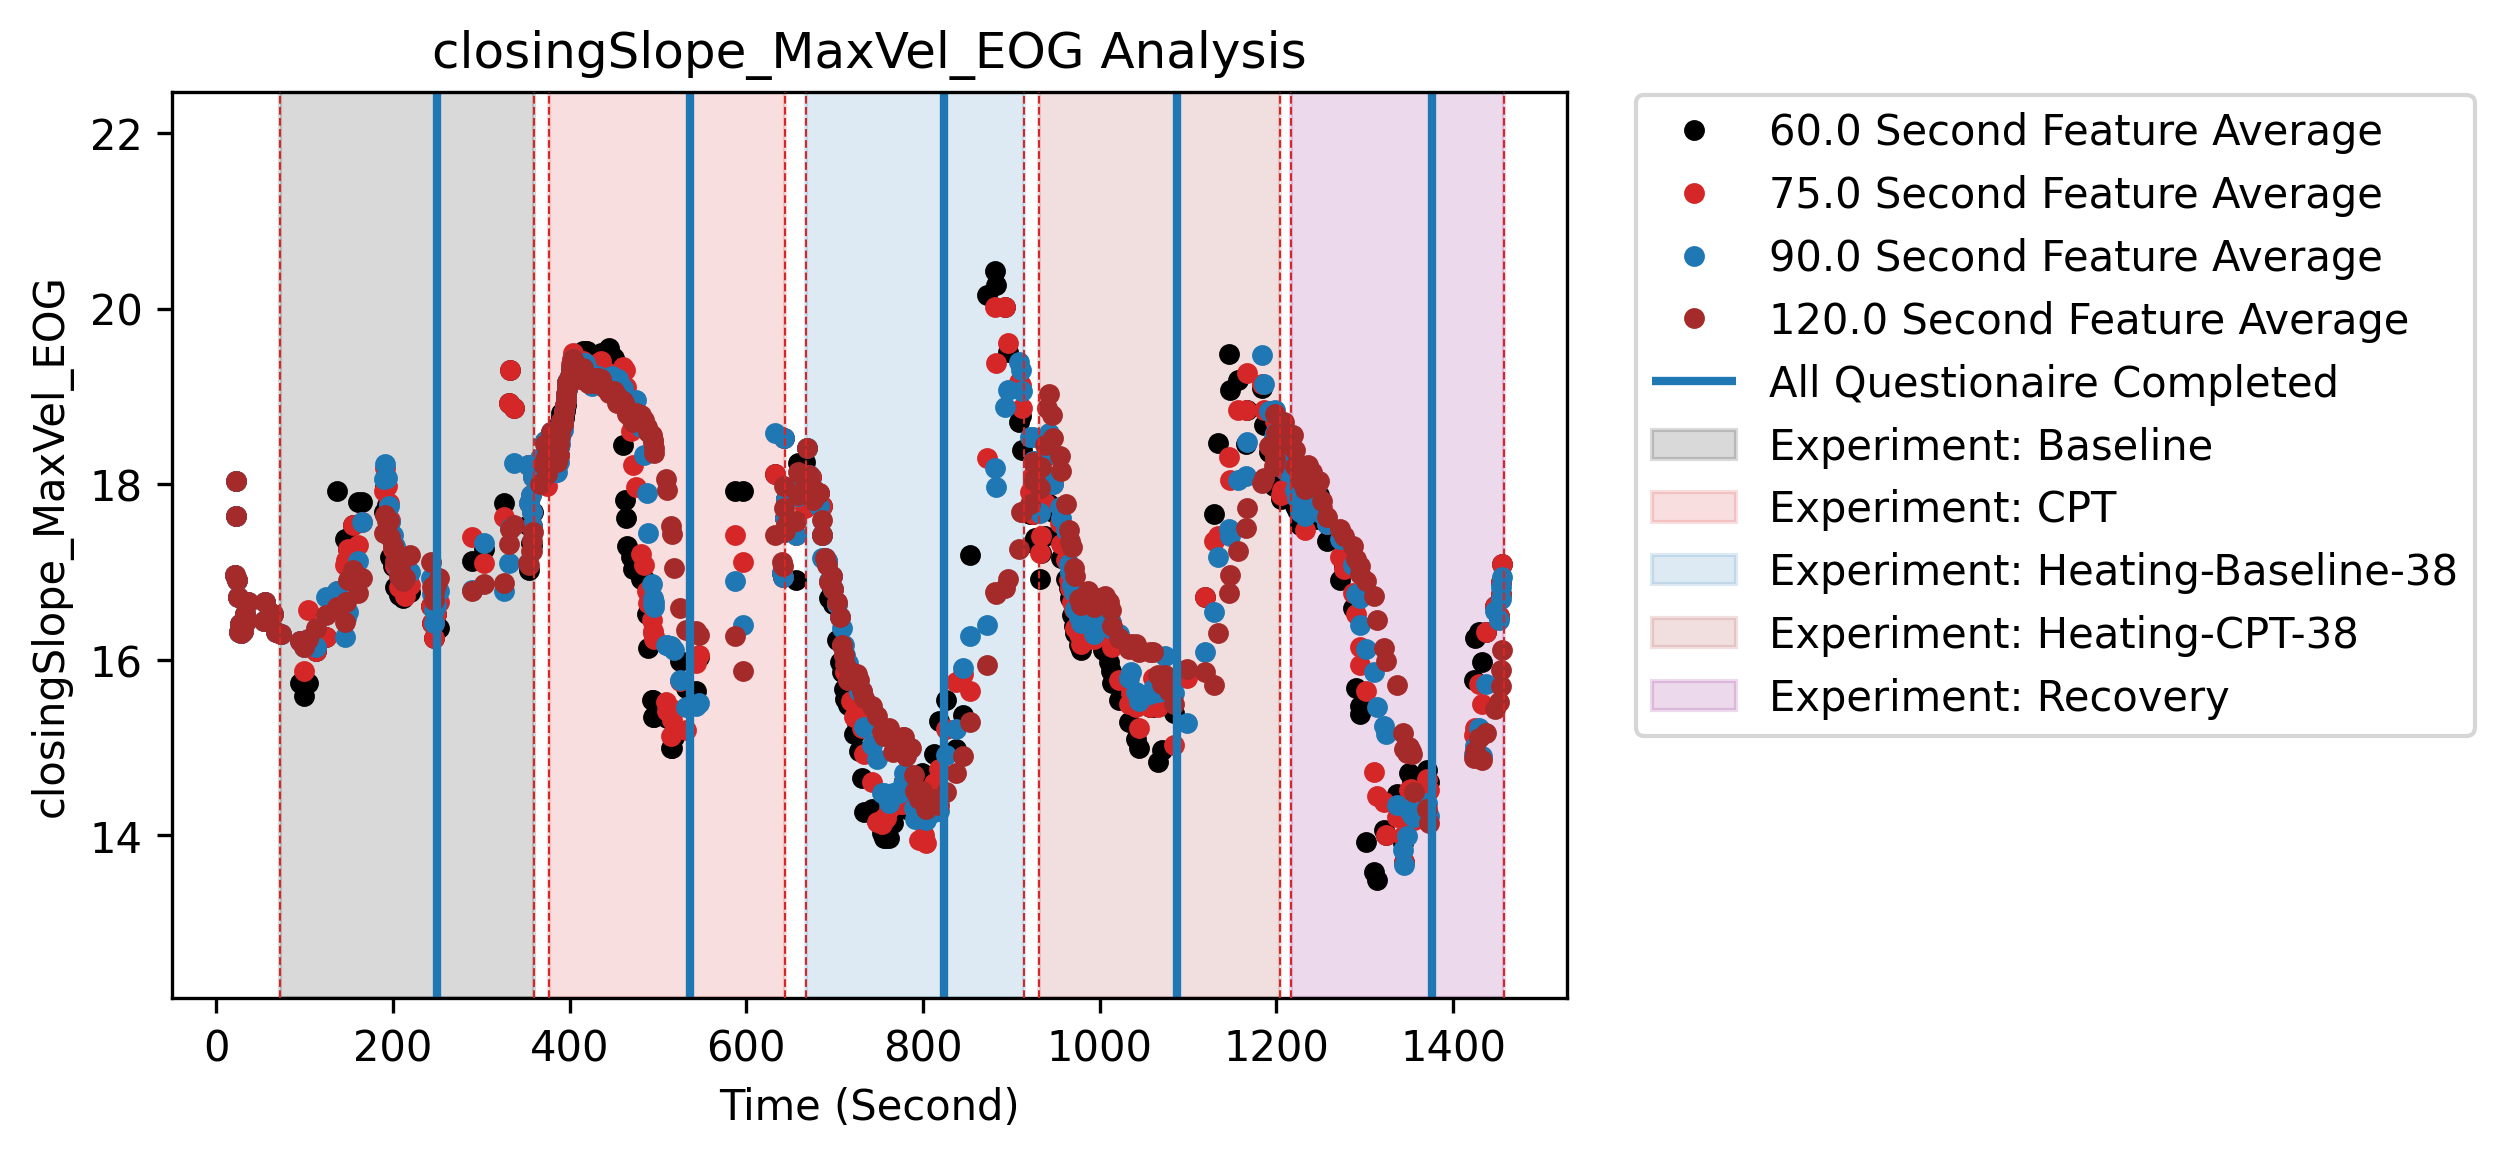 closingSlope_MaxVel_EOG Analysis
closingSlope_MaxVel_EOG
22
20
18
16
14
0 200 400 600 800 1000 1200 1400
Time (Second)
60.0 Second Feature Average
75.0 Second Feature Average
90.0 Second Feature Average
120.0 Second Feature Average
All Questionaire Completed
Experiment: Baseline
Experiment: CPT
Experiment: Heating-Baseline-38
Experiment: Heating-CPT-38
Experiment: Recovery